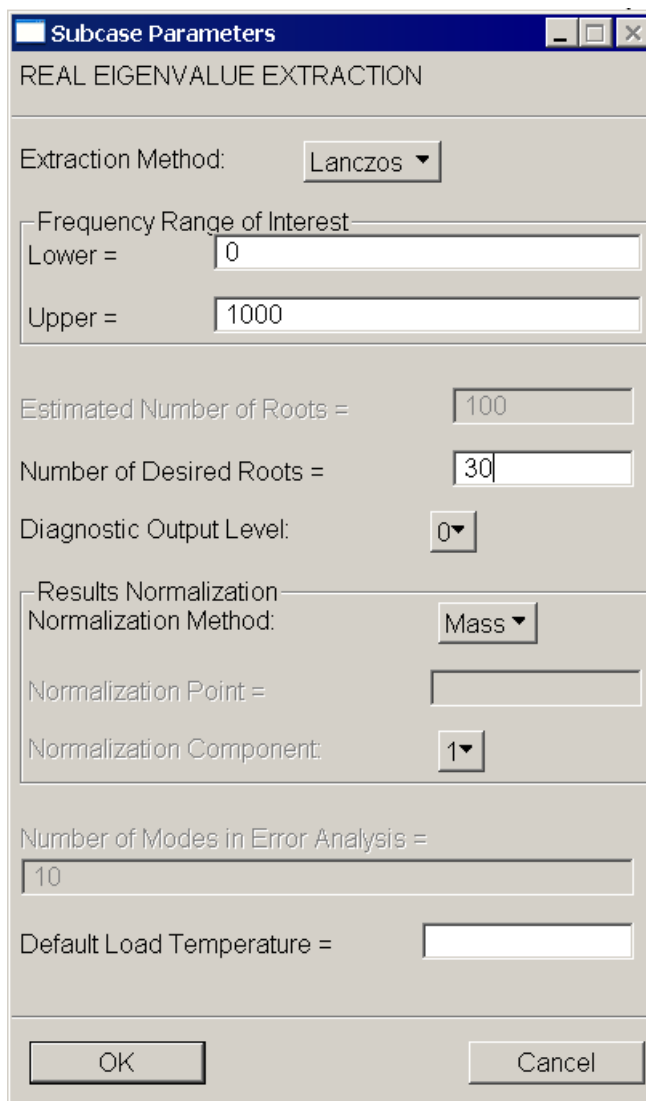 Subcase Parameters
REAL EIGENVALUE EXTRACTION
Extraction Method: Lanczos
Frequency Range of Interest
Lower = 0
Upper = 1000
Estimated Number of Roots = 100
Number of Desired Roots = 30
Diagnostic Output Level: 0
Results Normalization
Normalization Method: Mass
Normalization Point =
Normalization Component: 1
Number of Modes in Error Analysis =
10
Default Load Temperature =
OK Cancel